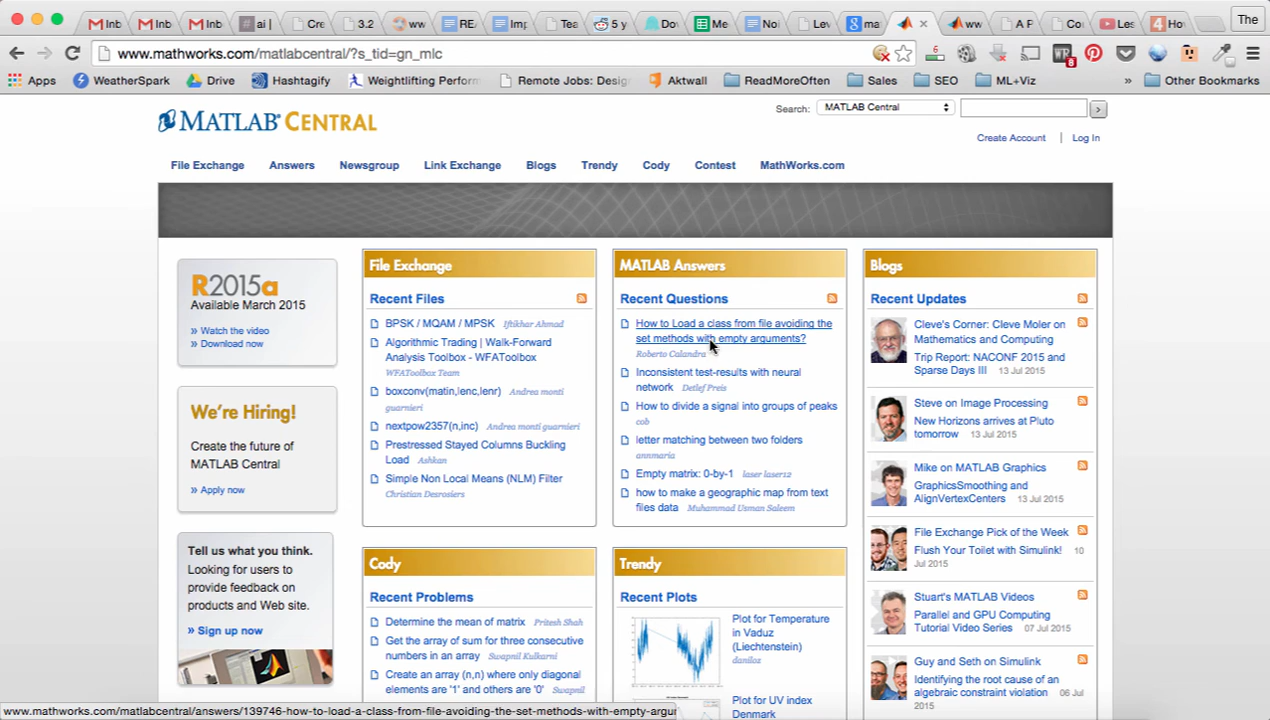 Inb
Inb
Inb
ai |
Cre
3.2
ww
RE
Imp
Tea
5 y
Do
Me
No
Lev
ma
ww
A P
Co
Les
Ho
The
www.mathworks.com/matlabcentral/?s_tid=gn_mlc
6
8
Apps
WeatherSpark
Drive
Hashtagify
Weightlifting Perform
Remote Jobs: Desig
Aktwall
ReadMoreOften
Sales
SEO
ML+Viz
»
Other Bookmarks
MATLAB® CENTRAL
Search:
MATLAB Central
>
Create Account | Log In
File Exchange
Answers
Newsgroup
Link Exchange
Blogs
Trendy
Cody
Contest
MathWorks.com
R2015a
Available March 2015
» Watch the video
» Download now
We're Hiring!
Create the future of
MATLAB Central
» Apply now
Tell us what you think.
Looking for users to
provide feedback on
products and Web site.
» Sign up now
File Exchange
Recent Files
BPSK / MQAM / MPSK Iftikhar Ahmad
Algorithmic Trading | Walk-Forward
Analysis Toolbox - WFAToolbox
WFAToolbox Team
boxconv(matin,lenc,lenr) Andrea monti
guarnieri
nextpow2357(n,inc) Andrea monti guarnieri
Prestressed Stayed Columns Buckling
Load Ashkan
Simple Non Local Means (NLM) Filter
Christian Desrosiers
Cody
Recent Problems
Determine the mean of matrix Pritesh Shah
Get the array of sum for three consecutive
numbers in an array Swapnil Kulkarni
Create an array (n,n) where only diagonal
elements are '1' and others are '0' Swapnil
MATLAB Answers
Recent Questions
How to Load a class from file avoiding the
set methods with empty arguments?
Roberto Calandra
Inconsistent test-results with neural
network Detlef Preis
How to divide a signal into groups of peaks
cob
letter matching between two folders
annmaria
Empty matrix: 0-by-1 laser laser12
how to make a geographic map from text
files data Muhammad Usman Saleem
Trendy
Recent Plots
Plot for Temperature
in Vaduz
(Liechtenstein)
daniloz
Plot for UV index
Denmark
Blogs
Recent Updates
Cleve's Corner: Cleve Moler on
Mathematics and Computing
Trip Report: NACONF 2015 and
Sparse Days III 13 Jul 2015
Steve on Image Processing
New Horizons arrives at Pluto
tomorrow 13 Jul 2015
Mike on MATLAB Graphics
GraphicsSmoothing and
AlignVertexCenters 13 Jul 2015
File Exchange Pick of the Week
Flush Your Toilet with Simulink! 10
Jul 2015
Stuart's MATLAB Videos
Parallel and GPU Computing
Tutorial Video Series 07 Jul 2015
Guy and Seth on Simulink
Identifying the root cause of an
algebraic constraint violation 06 Jul
www.mathworks.com/matlabcentral/answers/139746-how-to-load-a-class-from-file-avoiding-the-set-methods-with-empty-argu